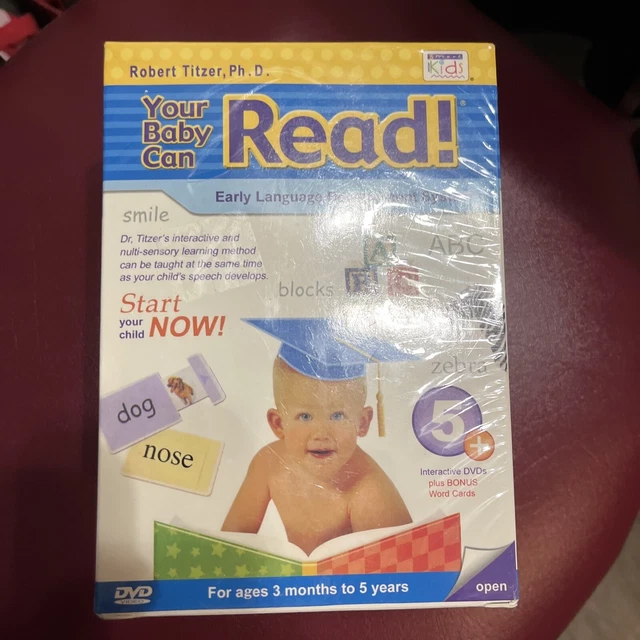 Robert Titzer, Ph.D.
Kids
Your
Baby
Can
Read!
Early Language
smile
Dr. Titzer's interactive and
multi-sensory learning method
can be taught at the same time
as your child's speech develops.
ABC
A
blocks
B
C
Start
your
child
NOW!
zebra
dog
nose
5+
Interactive DVDs
plus BONUS
Word Cards
DVD
VIDEO
For ages 3 months to 5 years
open